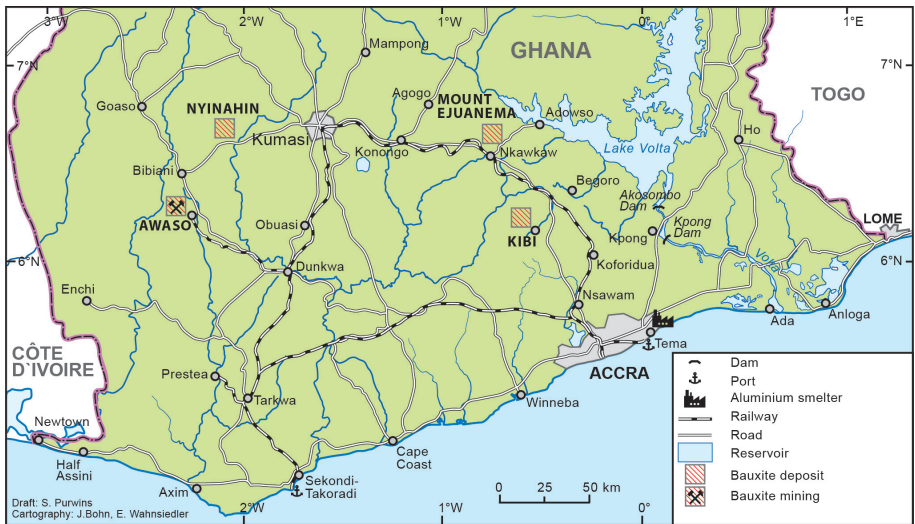 3°W
2°W
1°W
0°
1°E
7°N
7°N
Mampong
GHANA
TOGO
Goaso
NYINAHIN
Agogo
MOUNT
EJUANEMA
Adowso
Kumasi
Ho
Konongo
Nkawkaw
Lake Volta
Bibiani
Begoro
Akosombo
Dam
Kpong
Dam
AWASO
Obuasi
KIBI
Kpong
LOME
6°N
6°N
Dunkwa
Koforidua
Volta
Enchi
Nsawam
Ada
Anloga
CÔTE
D`IVOIRE
Tema
Prestea
ACCRA
Tarkwa
Winneba
Newtown
Half
Assini
Cape
Coast
Axim
Sekondi-
Takoradi
0
25
50 km
Draft: S. Purwins
Cartography: J.Bohn, E. Wahnsiedler
2°W
1°W
0°
Dam
Port
Aluminium smelter
Railway
Road
Reservoir
Bauxite deposit
Bauxite mining